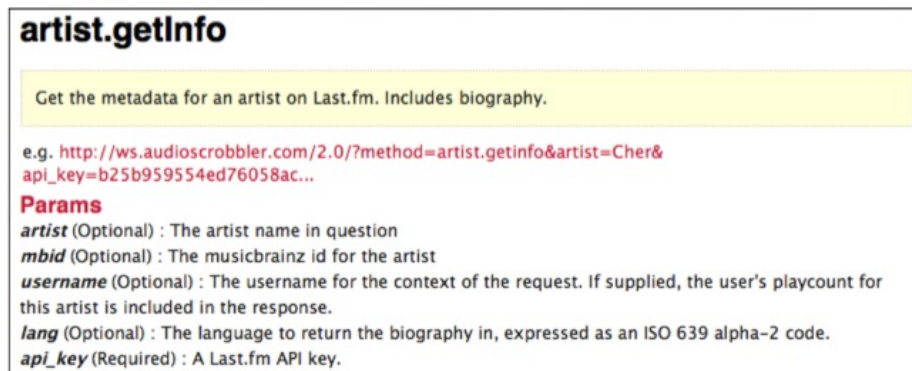 artist.getInfo
Get the metadata for an artist on Last.fm. Includes biography.
e.g. http://ws.audioscrobbler.com/2.0/?method=artist.getinfo&artist=Cher&
api_key=b25b959554ed76058ac...
Params
artist (Optional) : The artist name in question
mbid (Optional) : The musicbrainz id for the artist
username (Optional) : The username for the context of the request. If supplied, the user's playcount for
this artist is included in the response.
lang (Optional) : The language to return the biography in, expressed as an ISO 639 alpha-2 code.
api_key (Required) : A Last.fm API key.